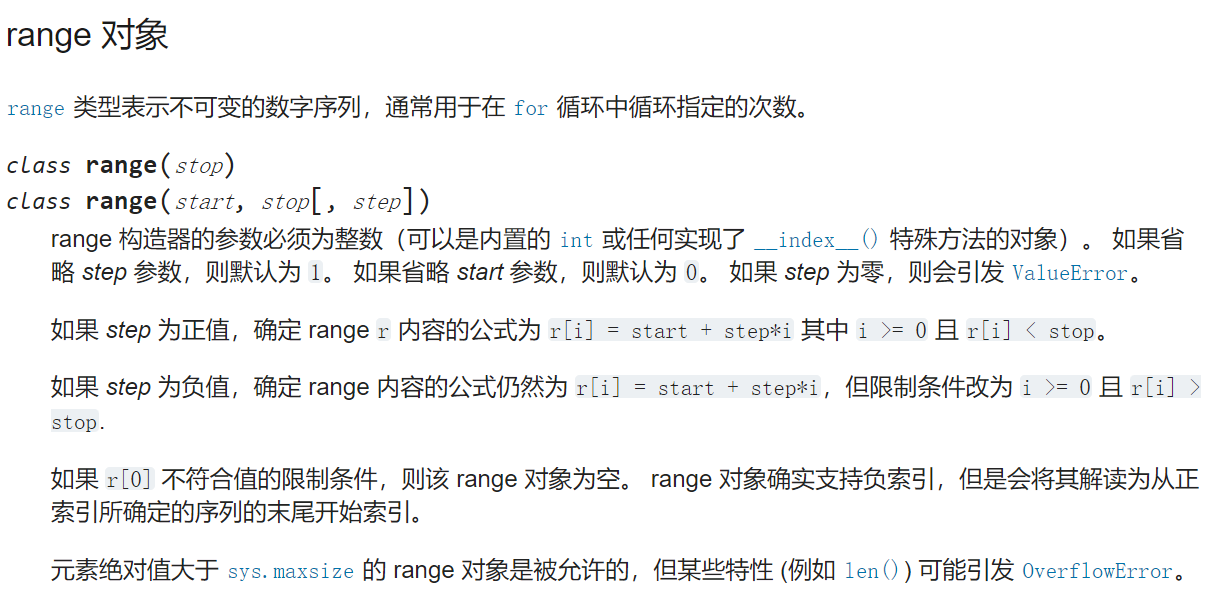 range 对象
range 类型表示不可变的数字序列，通常用于在 for 循环中循环指定的次数。
class range(stop)
class range(start, stop[, step])
range 构造器的参数必须为整数（可以是内置的 int 或任何实现了 __index__() 特殊方法的对象）。 如果省
略 step 参数，则默认为 1。 如果省略 start 参数，则默认为 0。 如果 step 为零，则会引发 ValueError。
如果 step 为正值，确定 range r 内容的公式为 r[i] = start + step*i 其中 i >= 0 且 r[i] < stop。
如果 step 为负值，确定 range 内容的公式仍然为 r[i] = start + step*i，但限制条件改为 i >= 0 且 r[i] >
stop.
如果 r[0] 不符合值的限制条件，则该 range 对象为空。 range 对象确实支持负索引，但是会将其解读为从正
索引所确定的序列的末尾开始索引。
元素绝对值大于 sys.maxsize 的 range 对象是被允许的，但某些特性 (例如 len()) 可能引发 OverflowError。